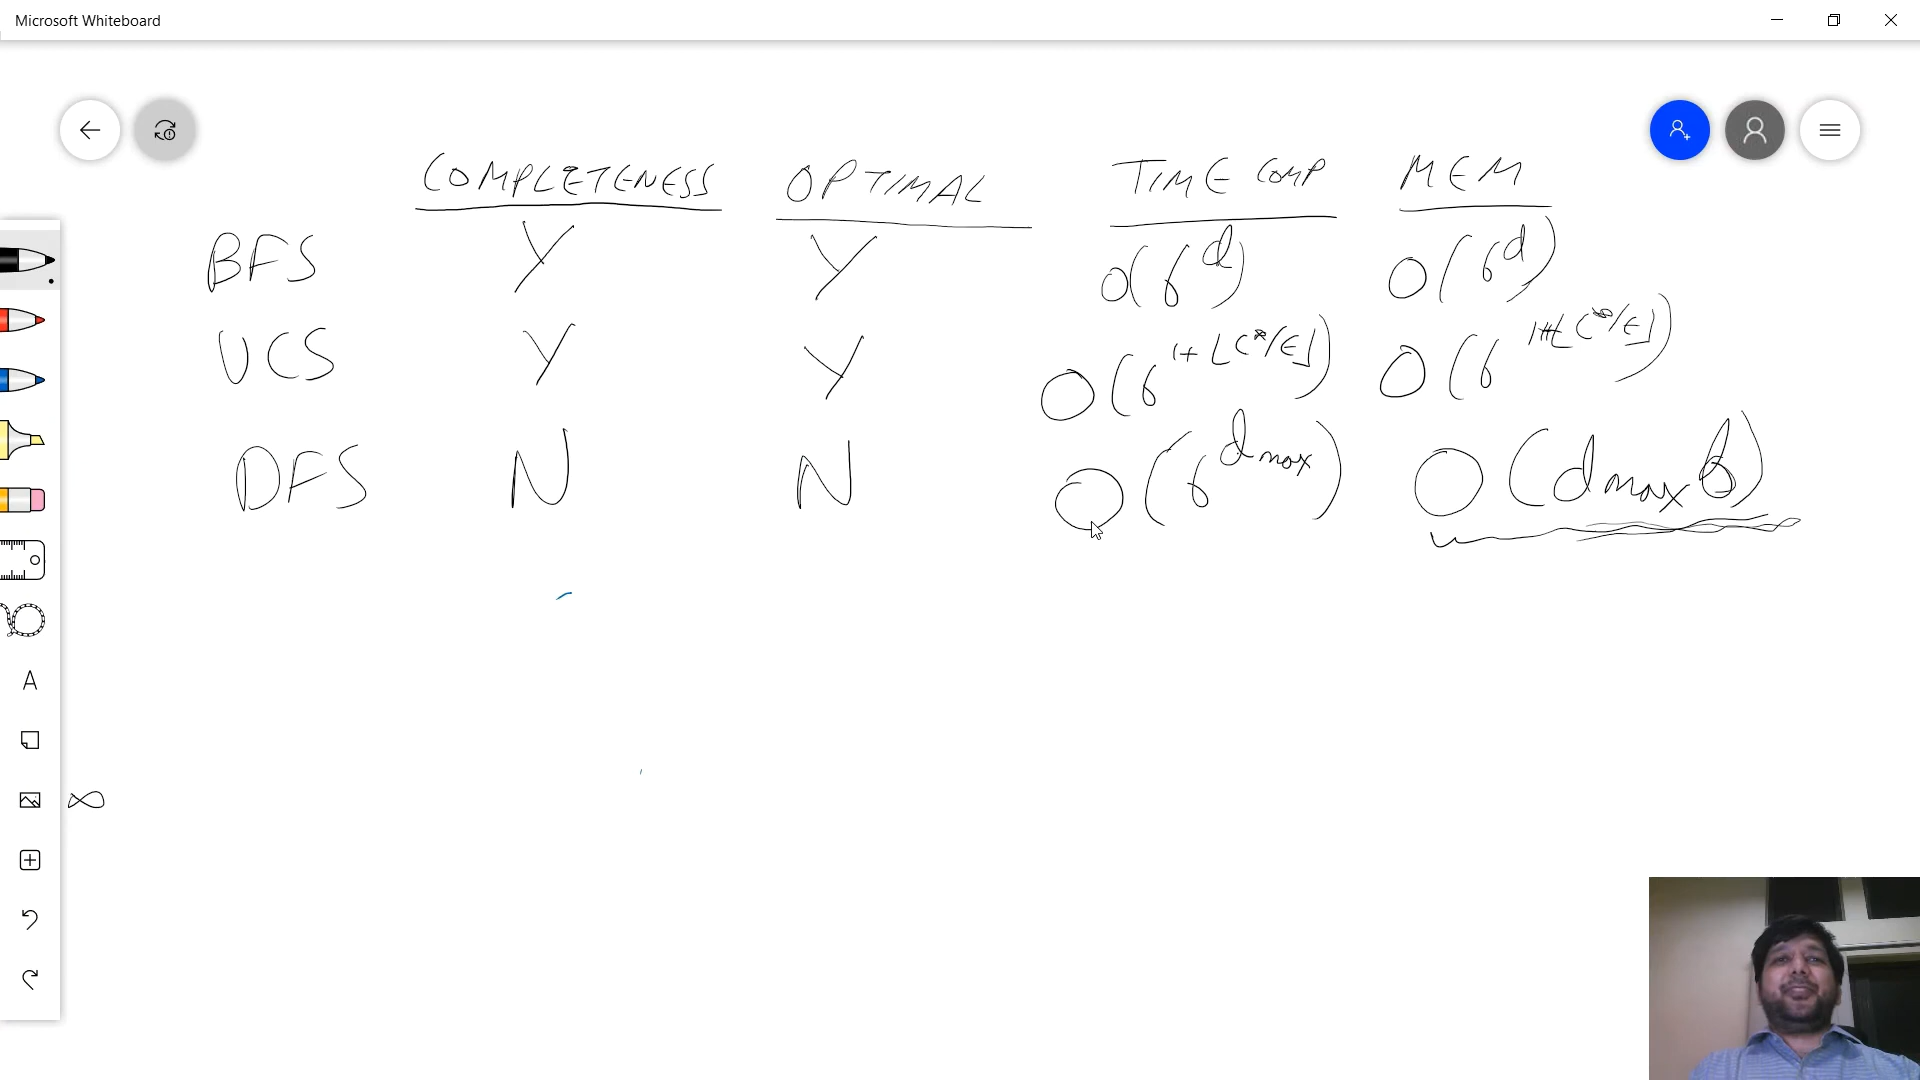 Microsoft Whiteboard
COMPLETENESS OPTIMAL TIME COMP MEM
BFS Y Y O(b^d) O(b^d)
UCS Y Y O(b^1+⌊C*/ϵ⌋) O(b^1+⌊C*/ϵ⌋)
DFS N N O(b^dmax) O(dmax b)
∞